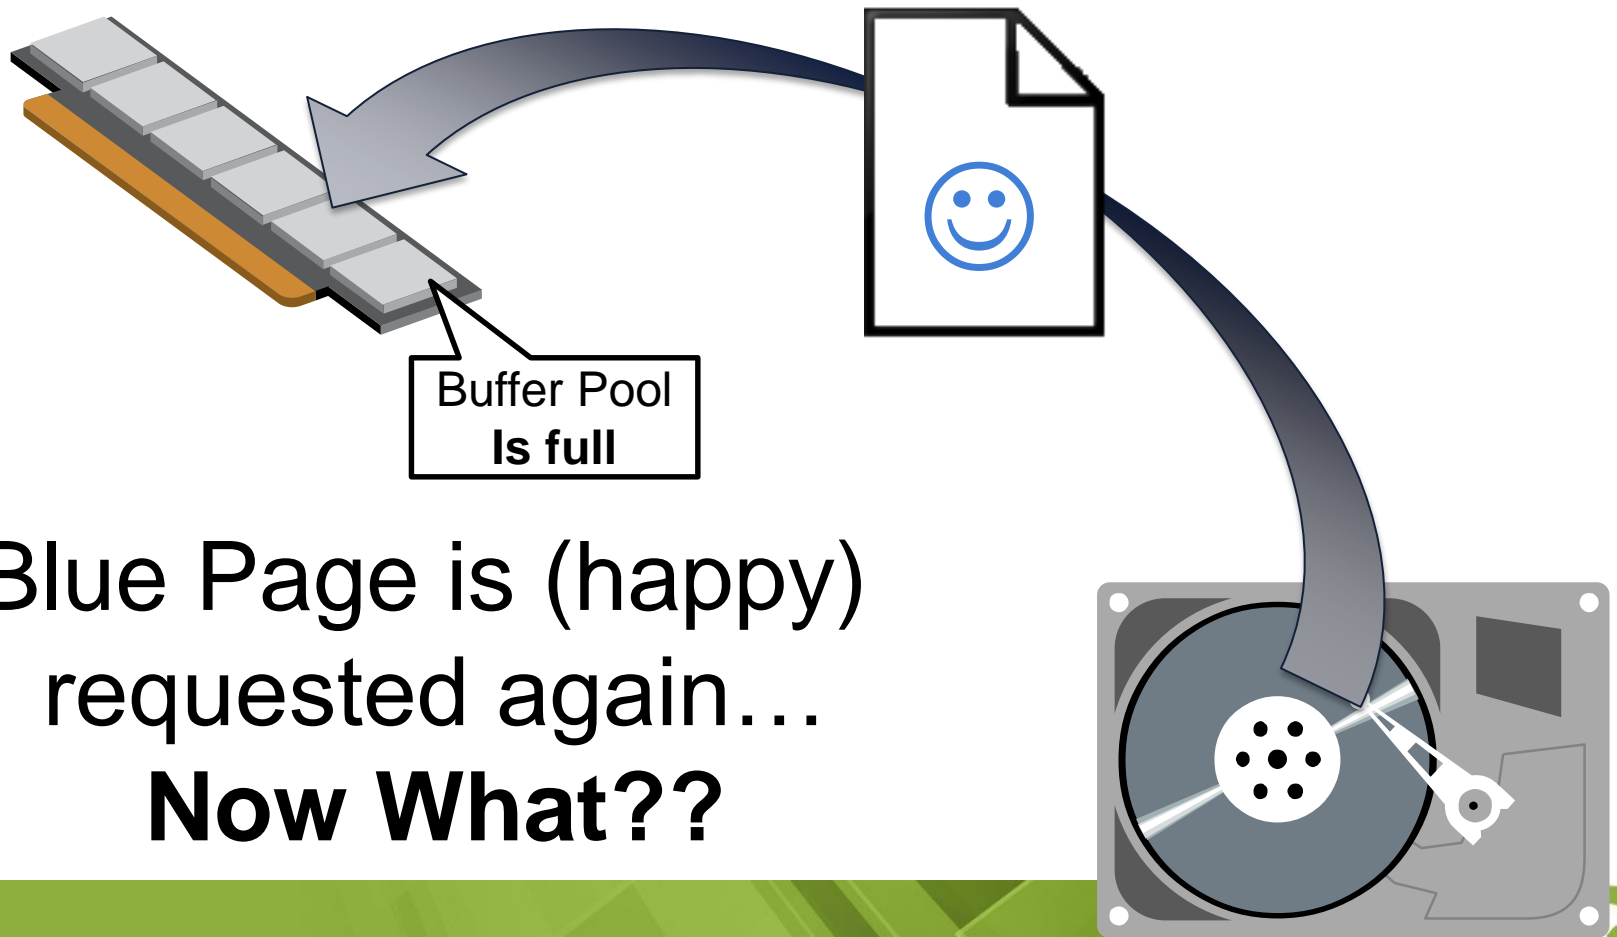 Buffer Pool
Is full
Blue Page is (happy)
requested again…
Now What??